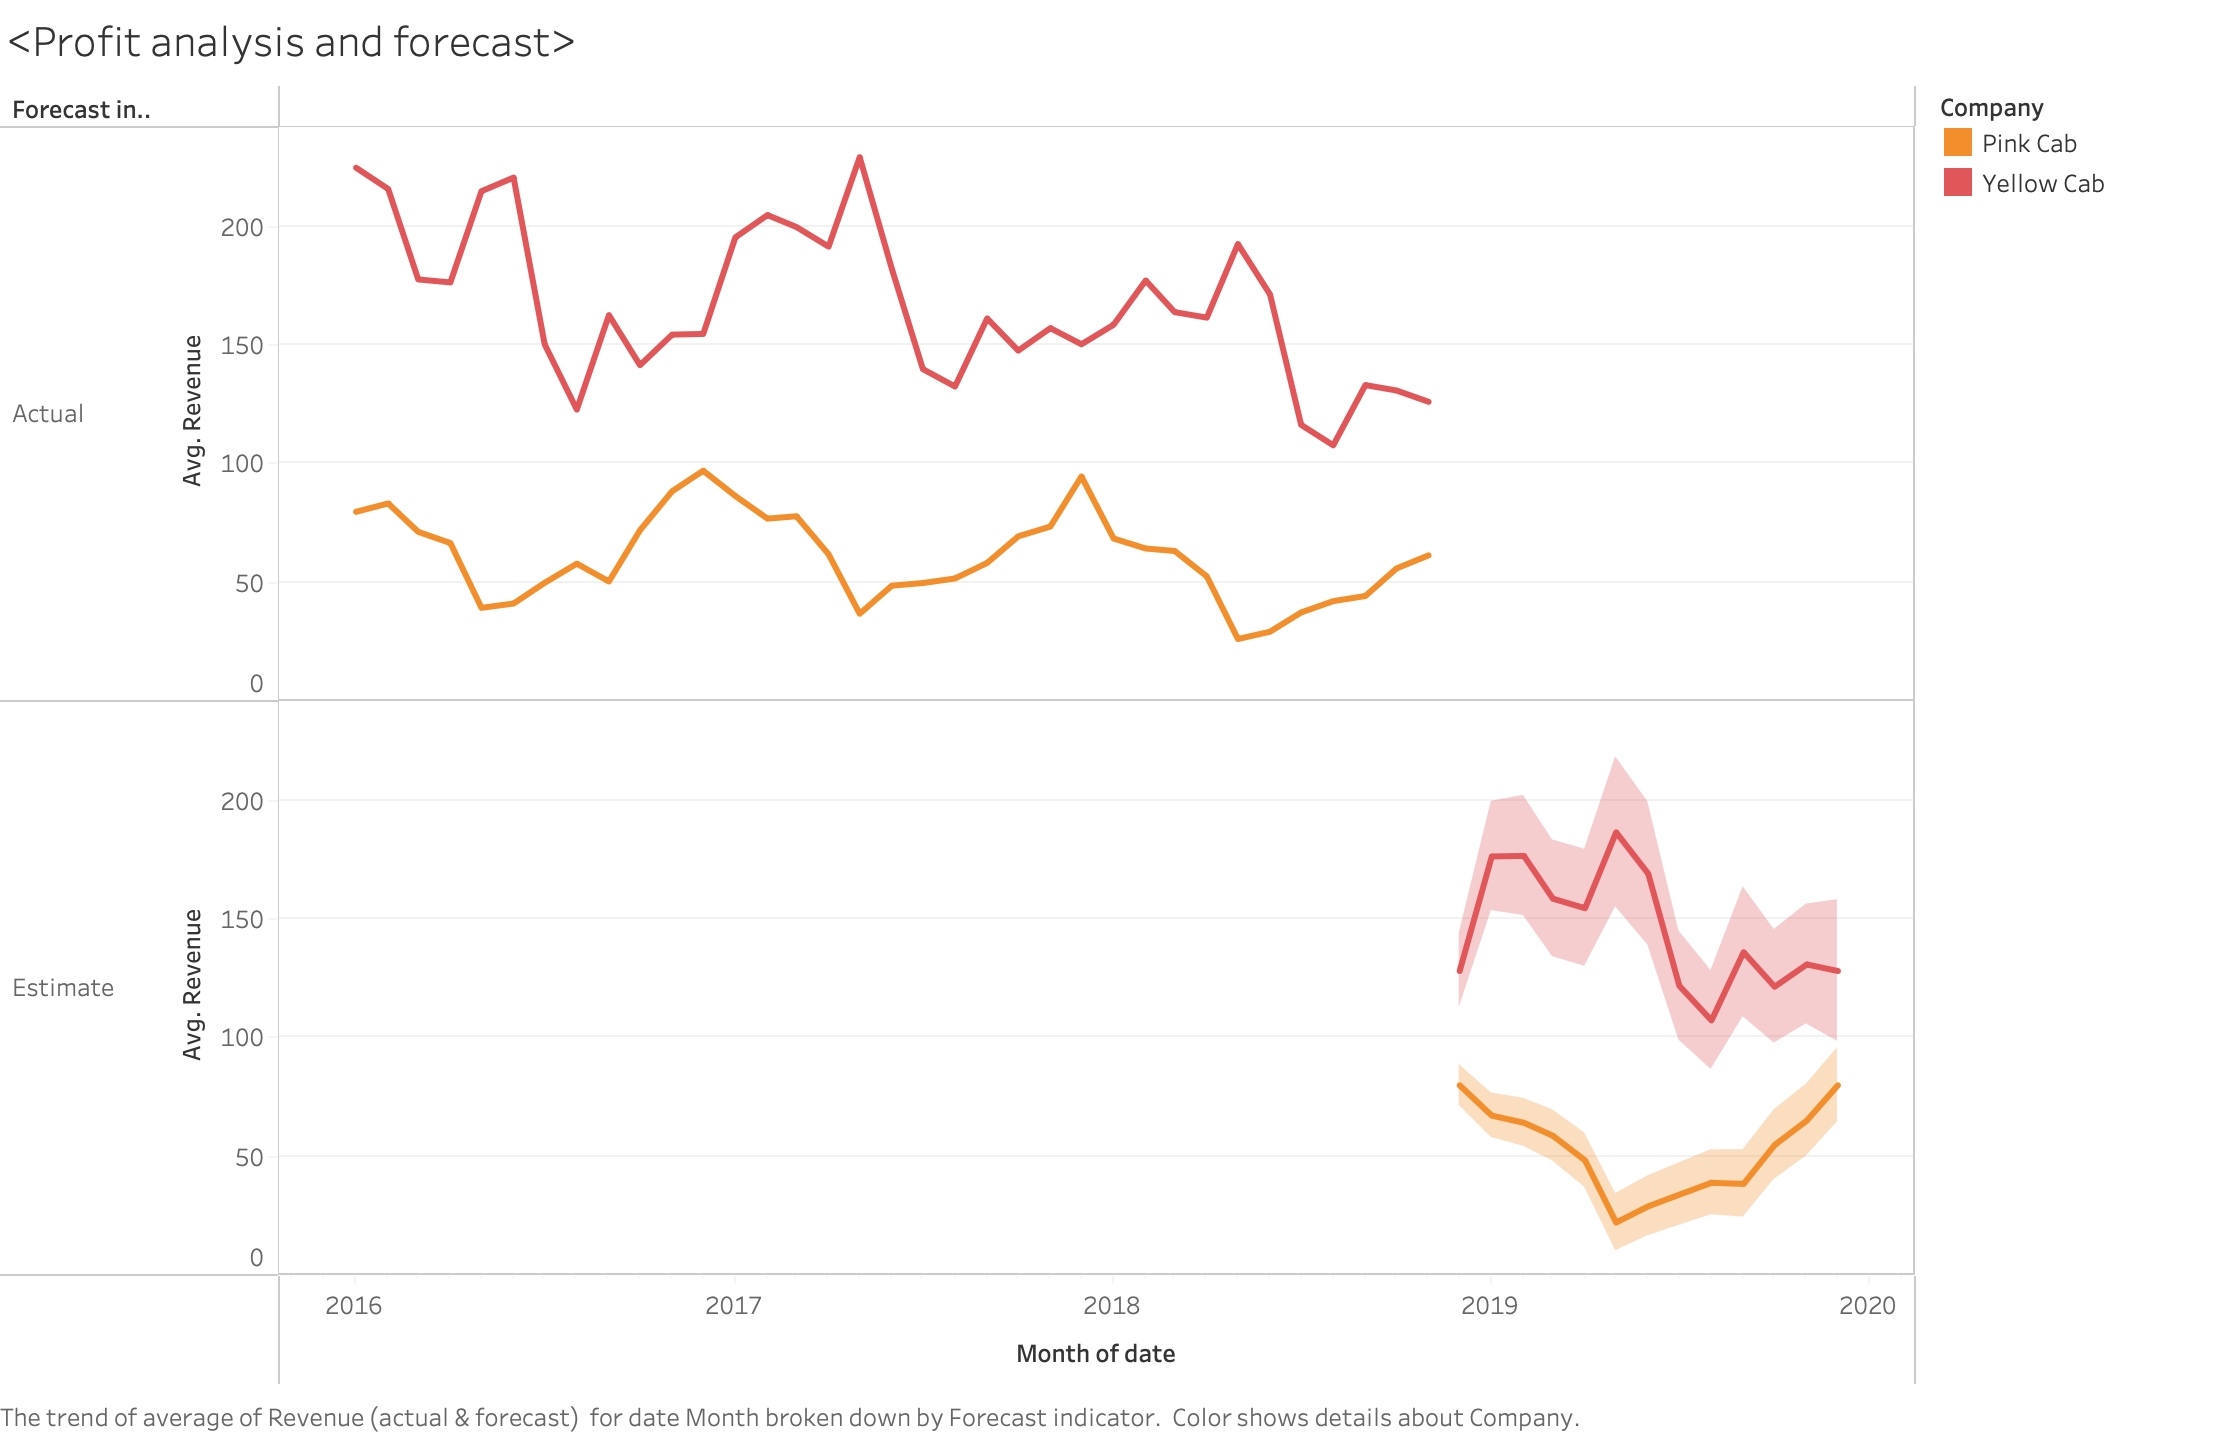 <Profit analysis and forecast>
Forecast in..
Company
Pink Cab
Yellow Cab
Actual
Avg. Revenue
200
150
100
50
0
Estimate
Avg. Revenue
200
150
100
50
0
2016 2017 2018 2019 2020
Month of date
The trend of average of Revenue (actual & forecast)  for date Month broken down by Forecast indicator.  Color shows details about Company.